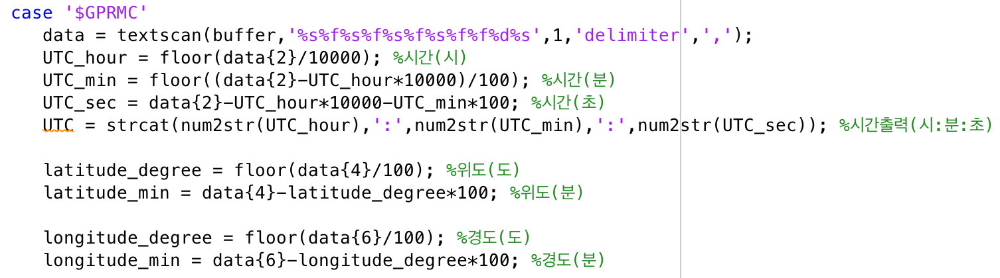 case '$GPRMC'
data = textscan(buffer,'%s%f%s%f%s%f%s%f%f%d%s',1,'delimiter',',');
UTC_hour = floor(data{2}/10000); %시간(시)
UTC_min = floor((data{2}-UTC_hour*10000)/100); %시간(분)
UTC_sec = data{2}-UTC_hour*10000-UTC_min*100; %시간(초)
UTC = strcat(num2str(UTC_hour),':',num2str(UTC_min),':',num2str(UTC_sec)); %시간출력(시:분:초)
latitude_degree = floor(data{4}/100); %위도(도)
latitude_min = data{4}-latitude_degree*100; %위도(분)
longitude_degree = floor(data{6}/100); %경도(도)
longitude_min = data{6}-longitude_degree*100; %경도(분)